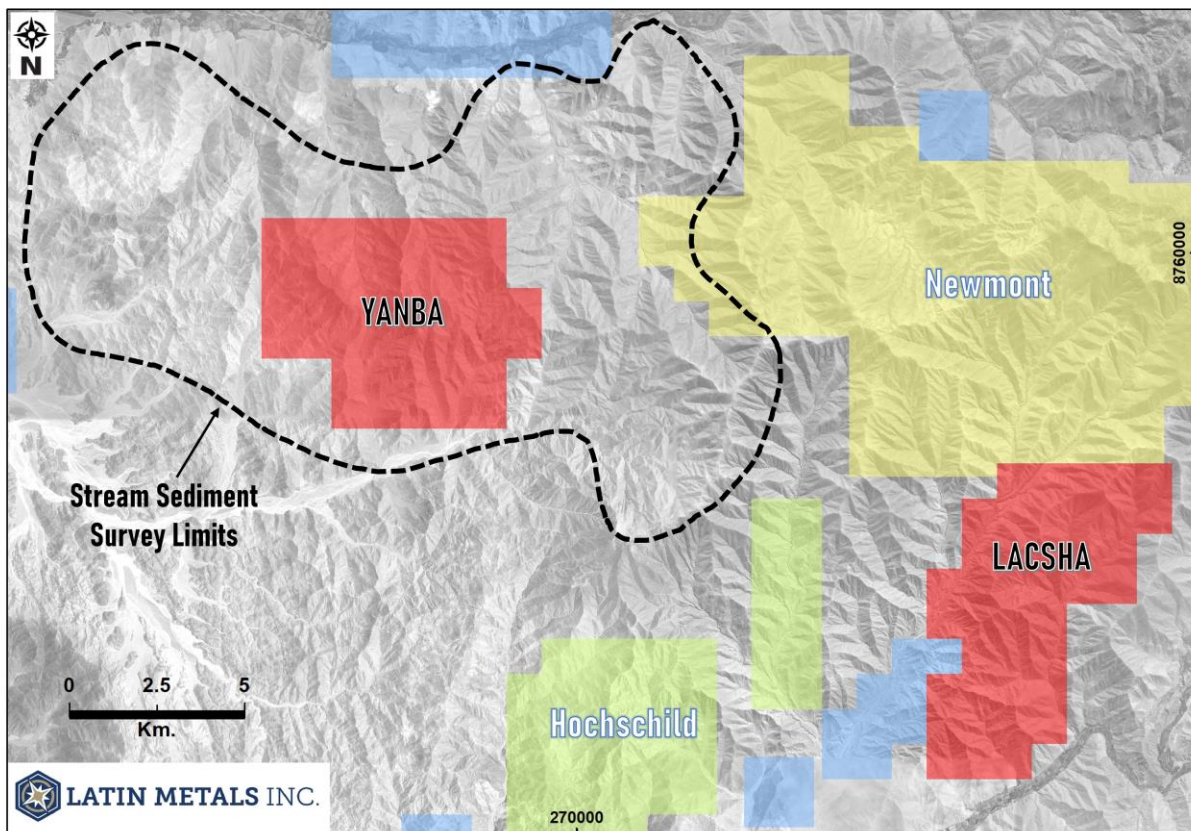 N
Newmont
8760000
YANBA
Stream Sediment
Survey Limits
LACSHA
0 2.5 5
Km.
Hochschild
LATIN METALS INC.
270000